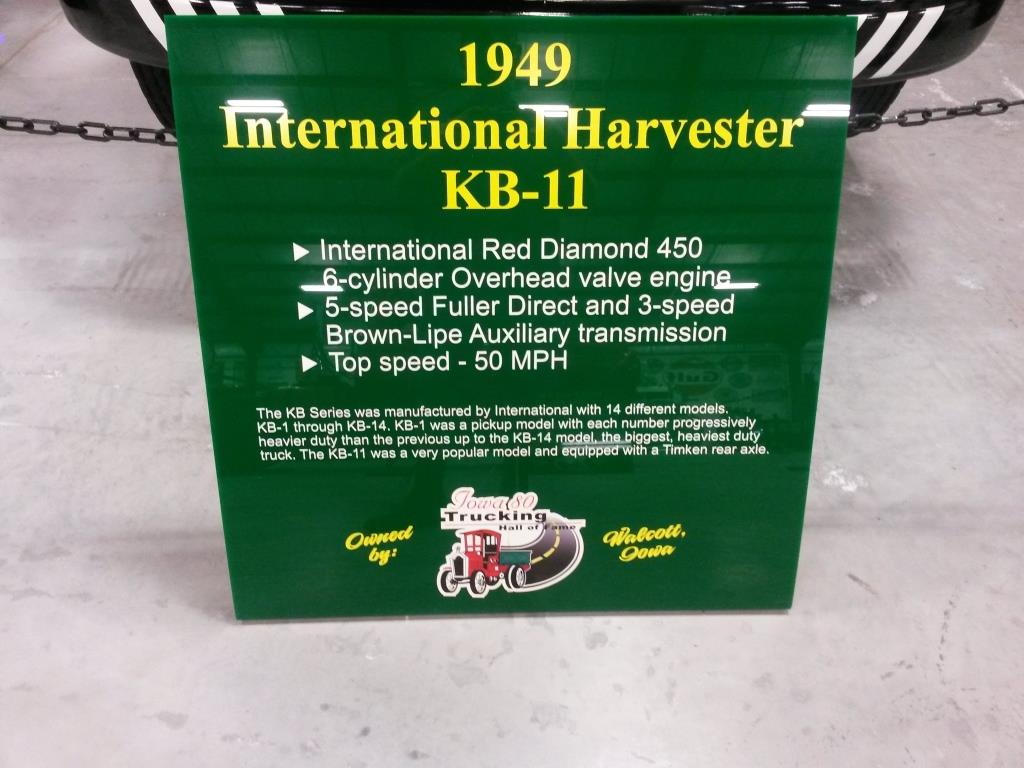 1949
International Harvester
KB-11
International Red Diamond 450
6-cylinder Overhead valve engine
5-speed Fuller Direct and 3-speed
Brown-Lipe Auxiliary transmission
Top speed - 50 MPH
The KB Series was manufactured by International with 14 different models.
KB-1 through KB-14. KB-1 was a pickup model with each number progressively
heavier duty than the previous up to the KB-14 model, the biggest, heaviest duty
truck. The KB-11 was a very popular model and equipped with a Timken rear axle.
Owned
by:
Iowa 80
Trucking
Hall of Fame
Walcott,
Iowa